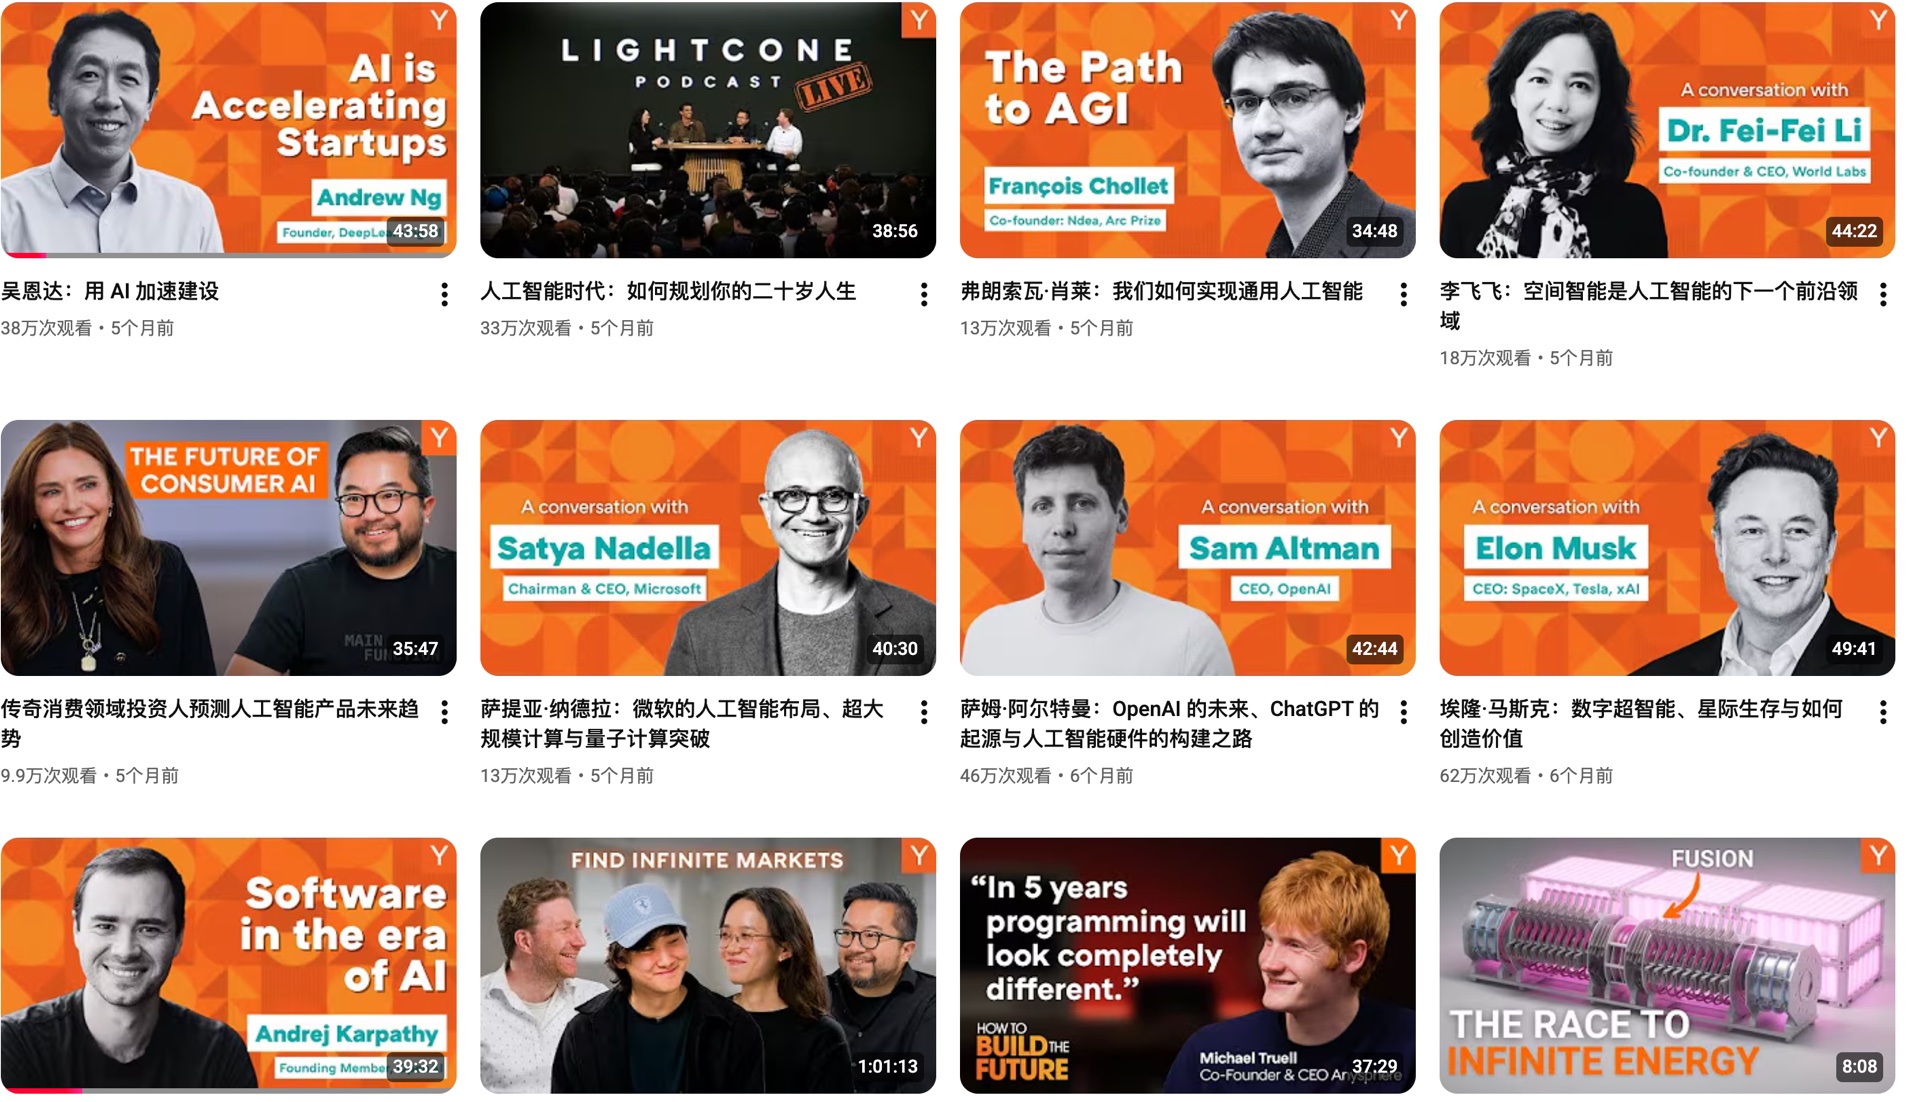 Y
AI is
Accelerating
Startups
Andrew Ng
Founder, DeepLea
43:58
吴恩达：用 AI 加速建设
38万次观看・5个月前
Y
LIGHTCONE
PODCAST
LIVE
38:56
人工智能时代：如何规划你的二十岁人生
33万次观看・5个月前
Y
The Path
to AGI
François Chollet
Co-founder: Ndea, Arc Prize
34:48
弗朗索瓦·肖莱：我们如何实现通用人工智能
13万次观看・5个月前
Y
A conversation with
Dr. Fei-Fei Li
Co-founder & CEO, World Labs
44:22
李飞飞：空间智能是人工智能的下一个前沿领
域
18万次观看・5个月前
Y
THE FUTURE OF
CONSUMER AI
MAIN
FUNCTION
35:47
传奇消费领域投资人预测人工智能产品未来趋
势
9.9万次观看・5个月前
Y
A conversation with
Satya Nadella
Chairman & CEO, Microsoft
40:30
萨提亚·纳德拉：微软的人工智能布局、超大
规模计算与量子计算突破
13万次观看・5个月前
Y
A conversation with
Sam Altman
CEO, OpenAI
42:44
萨姆·阿尔特曼：OpenAI 的未来、ChatGPT 的
起源与人工智能硬件的构建之路
46万次观看・6个月前
Y
A conversation with
Elon Musk
CEO: SpaceX, Tesla, xAI
49:41
埃隆·马斯克：数字超智能、星际生存与如何
创造价值
62万次观看・6个月前
Y
Software
in the era
of AI
Andrej Karpathy
Founding Member
39:32
Y
FIND INFINITE MARKETS
1:01:13
Y
“In 5 years
programming will
look completely
different.”
HOW TO
BUILD THE
FUTURE
Michael Truell
Co-Founder & CEO Anysphere
37:29
Y
FUSION
THE RACE TO
INFINITE ENERGY
8:08